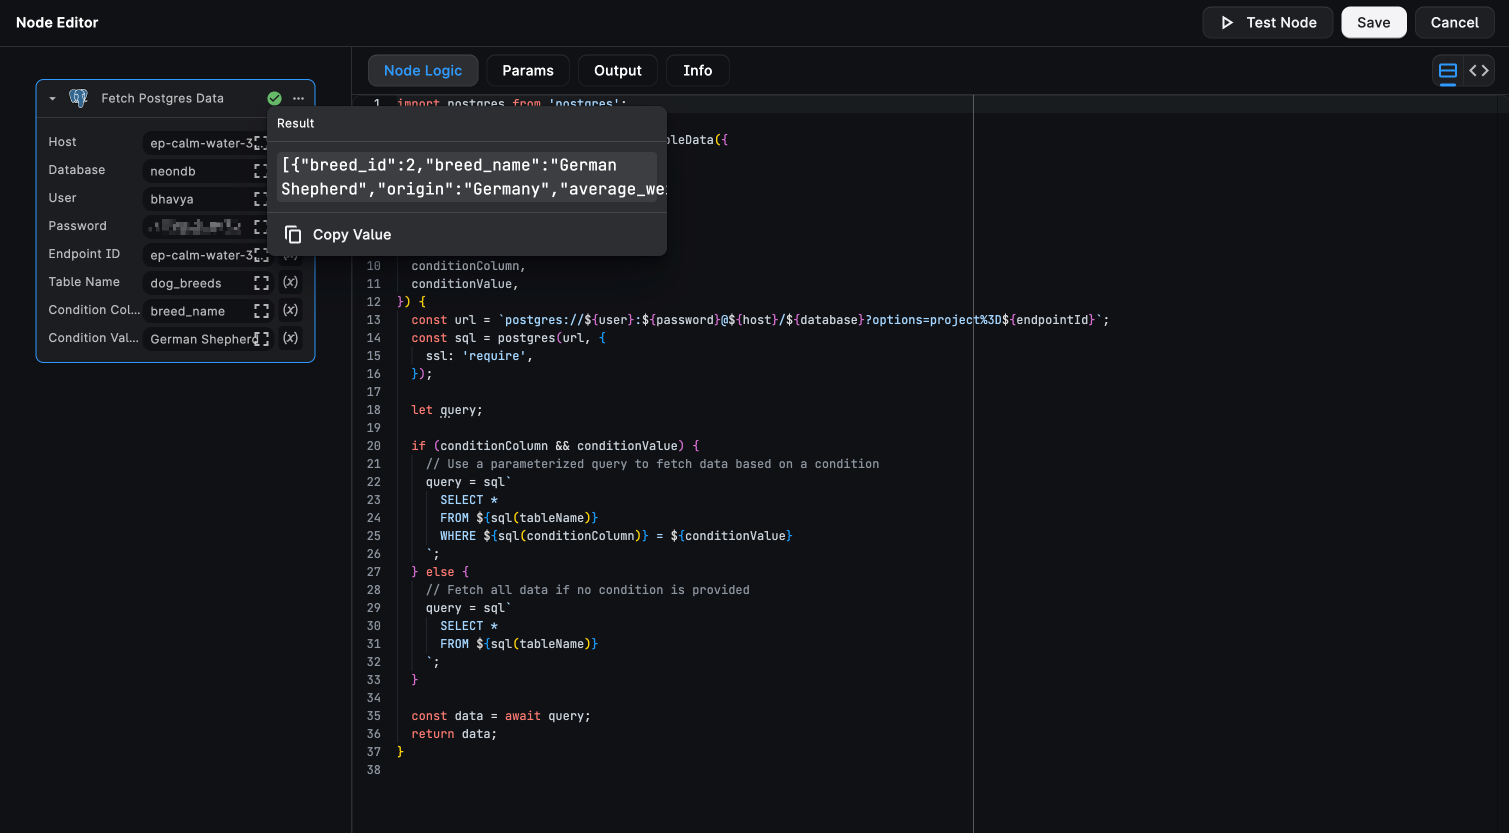 Node Editor
Test Node
Save
Cancel
Node Logic
Params
Output
Info
Fetch Postgres Data
Host
ep-calm-water-3
Database
neondb
User
bhavya
Password
Endpoint ID
ep-calm-water-3
Table Name
dog_breeds
(x)
Condition Col...
breed_name
(x)
Condition Val...
German Shepherd
(x)
Result
[{"breed_id":2,"breed_name":"German
Shepherd","origin":"Germany","average_wei
Copy Value
1 import postgres from 'postgres';
bleData({
10 conditionColumn,
11 conditionValue,
12 }) {
13 const url = `postgres://${user}:${password}@${host}/${database}?options=project%3D${endpointId}`;
14 const sql = postgres(url, {
15 ssl: 'require',
16 });
17
18 let query;
19
20 if (conditionColumn && conditionValue) {
21 // Use a parameterized query to fetch data based on a condition
22 query = sql`
23 SELECT *
24 FROM ${sql(tableName)}
25 WHERE ${sql(conditionColumn)} = ${conditionValue}
26 `;
27 } else {
28 // Fetch all data if no condition is provided
29 query = sql`
30 SELECT *
31 FROM ${sql(tableName)}
32 `;
33 }
34
35 const data = await query;
36 return data;
37 }
38